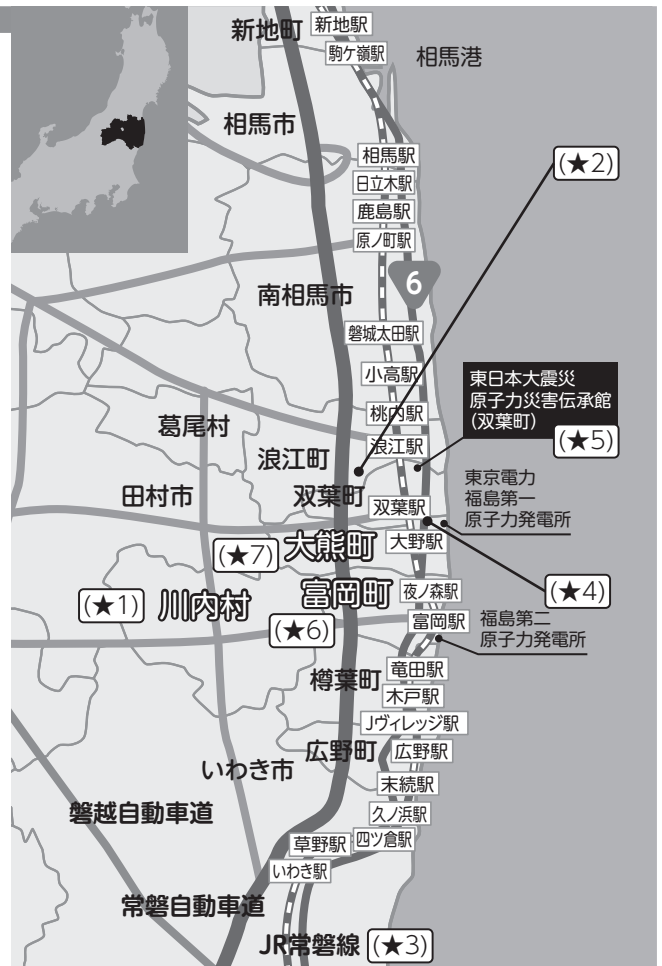 新地町
新地駅
駒ケ嶺駅
相馬港
相馬市
相馬駅
日立木駅
(★2)
鹿島駅
原ノ町駅
6
南相馬市
磐城太田駅
小高駅
東日本大震災
原子力災害伝承館
(双葉町)
(★5)
桃内駅
葛尾村
浪江駅
浪江町
田村市
双葉町
東京電力
福島第一
原子力発電所
双葉駅
(★7)
大熊町
大野駅
(★1)
川内村
富岡町
夜ノ森駅
(★4)
(★6)
富岡駅
福島第二
原子力発電所
樽葉町
竜田駅
木戸駅
Jヴィレッジ駅
広野町
広野駅
いわき市
末続駅
磐越自動車道
久ノ浜駅
草野駅
四ツ倉駅
いわき駅
常磐自動車道
JR常磐線
(★3)